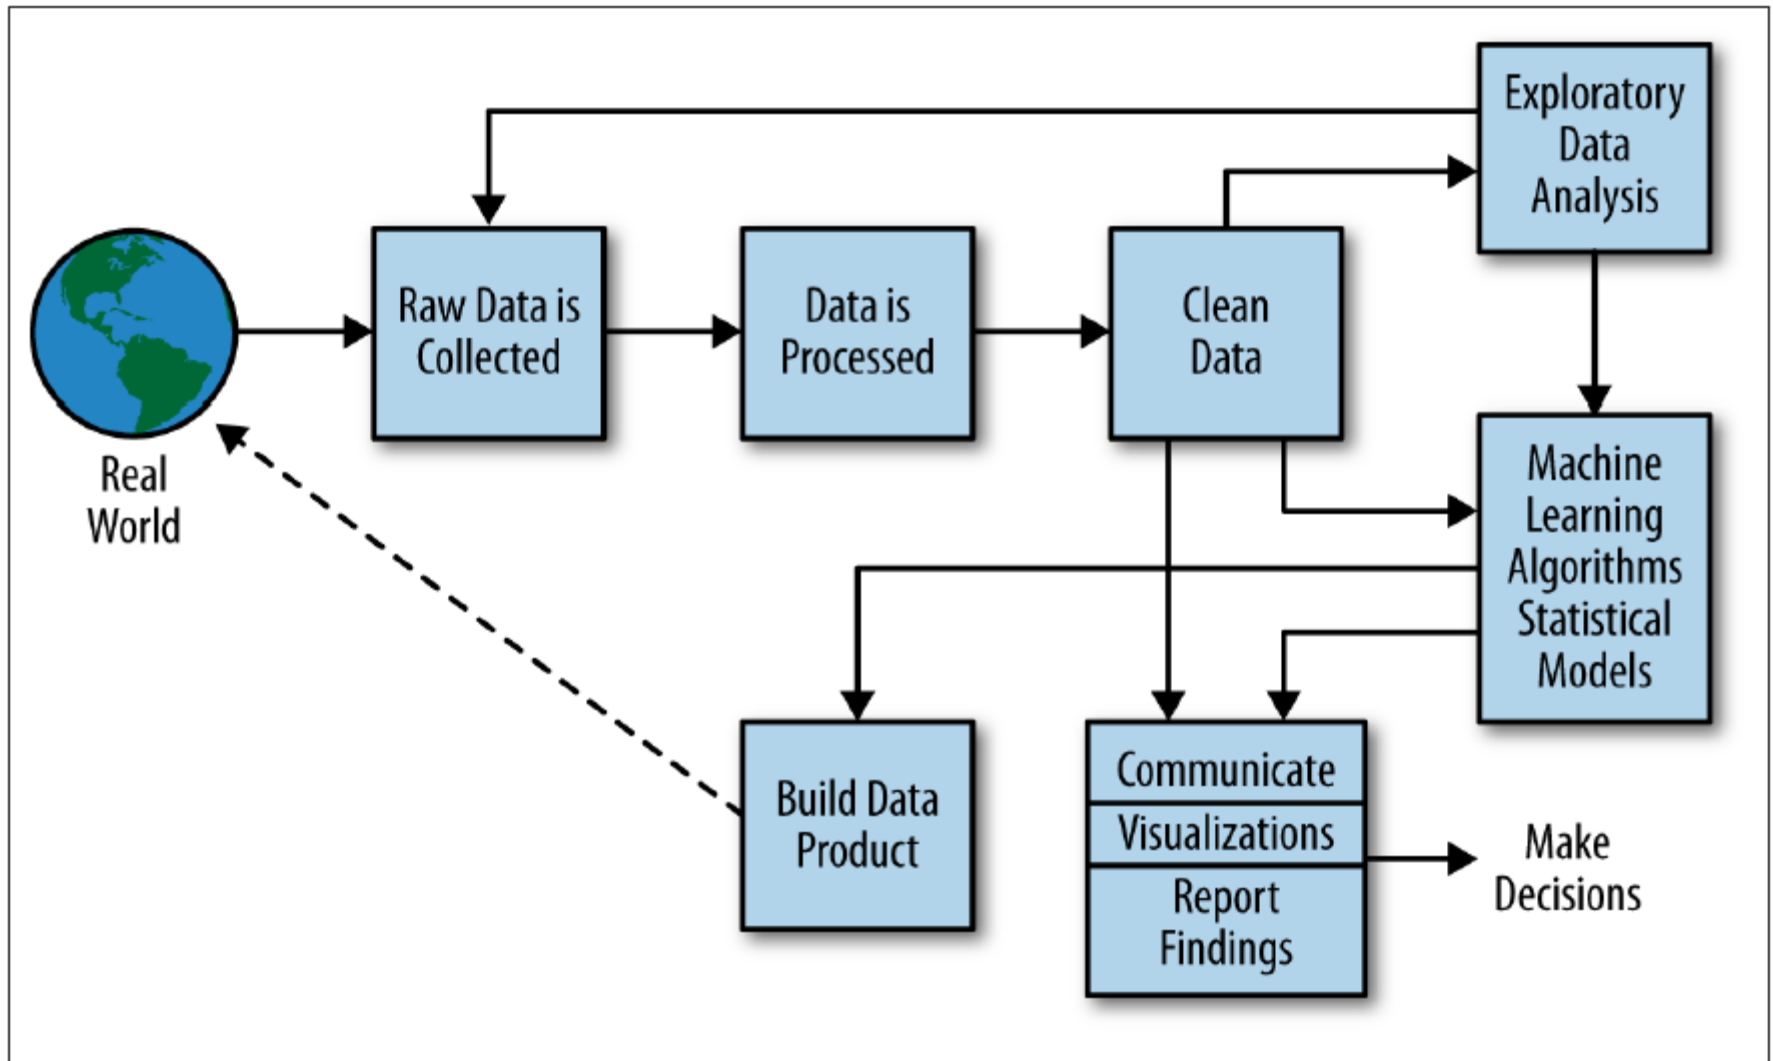 Exploratory
Data
Analysis
Raw Data is
Collected
Data is
Processed
Clean
Data
Real
World
Machine
Learning
Algorithms
Statistical
Models
Build Data
Product
Communicate
Visualizations
Report
Findings
Make
Decisions